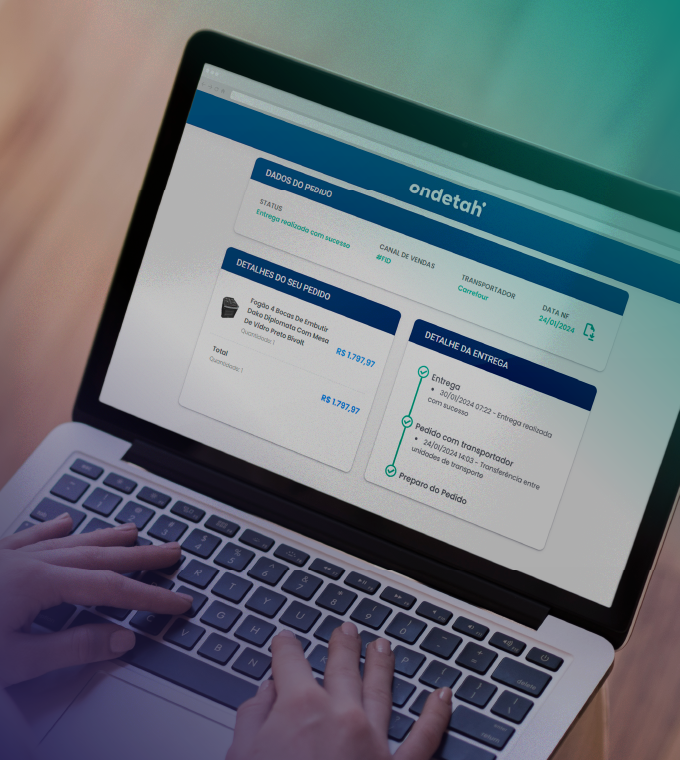 ondetah
DADOS DO PEDIDO
STATUS
Entrega realizada com sucesso
CANAL DE VENDAS
TRANSPORTADOR
Carrefour
DATA NF
24/01/2024
DETALHES DO SEU PEDIDO
Fogão 4 Bocas De Embutir
Dako Diplomata Com Mesa
De Vidro Preto Bivolt
Quantidade: 1
R$ 1.797,97
Total
Quantidade: 1
R$ 1.797,97
DETALHE DA ENTREGA
Entrega
• 30/01/2024 07:22 - Entrega realizada
com sucesso
Pedido com transportador
• 24/01/2024 14:03 - Transferência entre
unidades de transporte
Preparo do Pedido